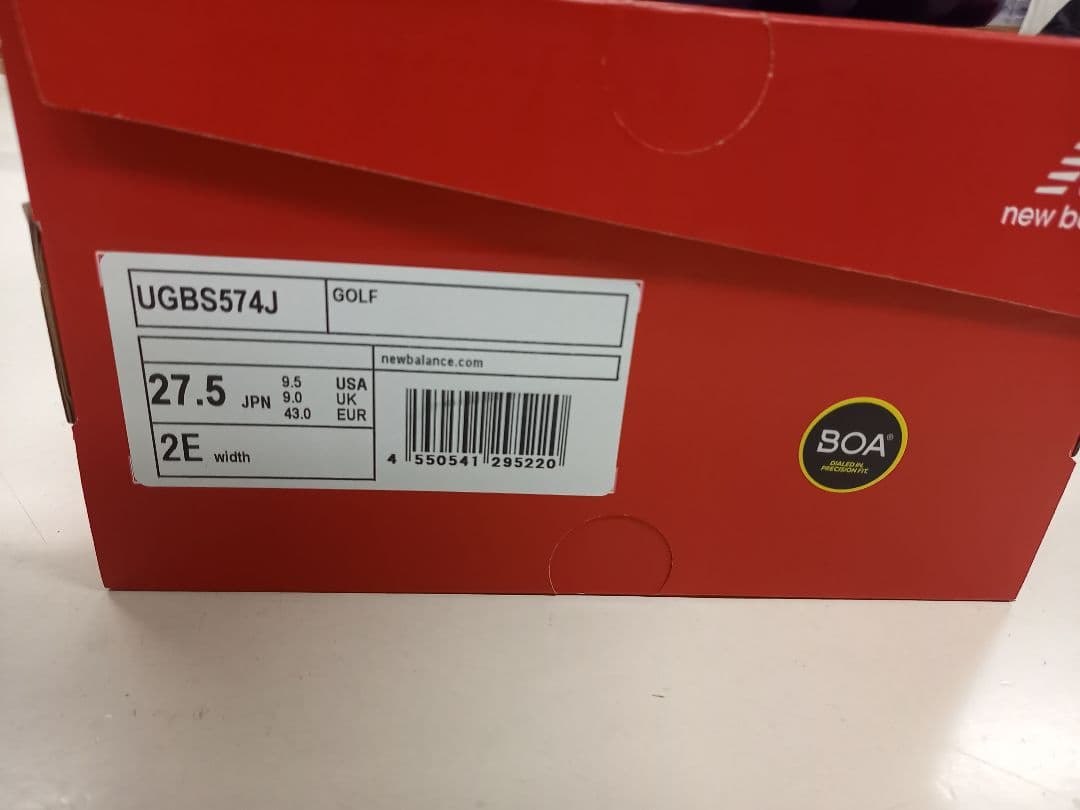 new ba
UGBS574J
GOLF
newbalance.com
27.5 JPN
9.5 USA
9.0 UK
43.0 EUR
2E width
4 550541 295220
BOA®
DIALED IN.
PRECISION FIT.